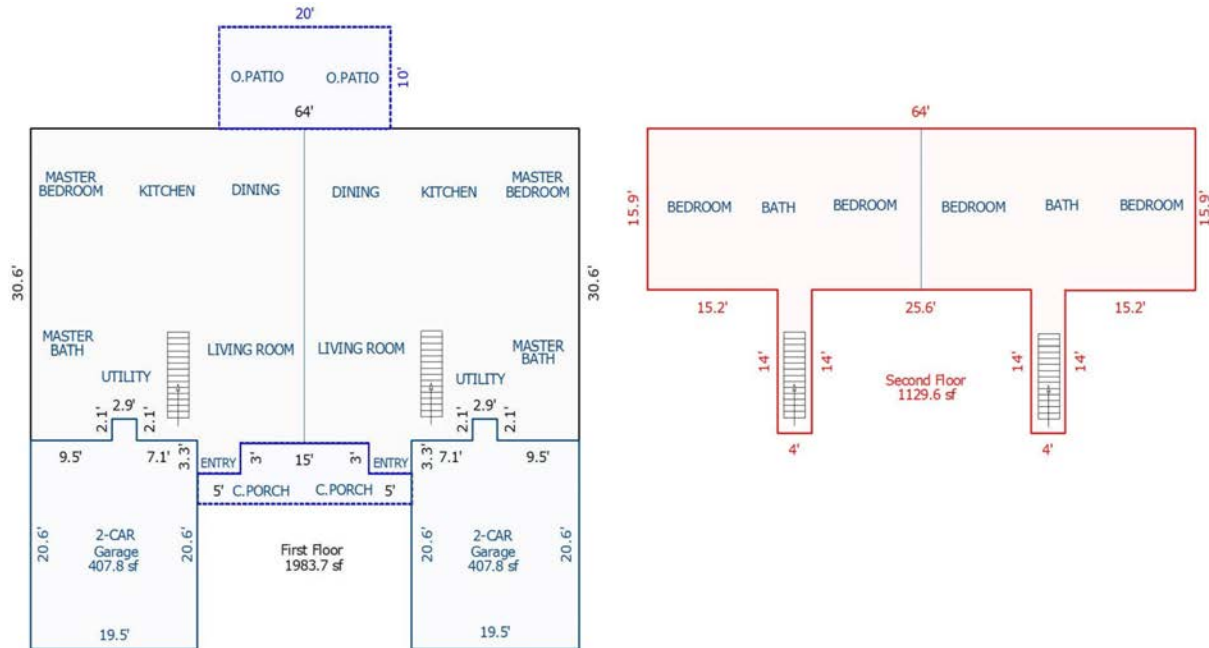 20'
O.PATIO O.PATIO
10'
64'
MASTER
BEDROOM
KITCHEN
DINING
DINING
KITCHEN
MASTER
BEDROOM
30.6'
30.6'
MASTER
BATH
LIVING ROOM
LIVING ROOM
MASTER
BATH
UTILITY
UTILITY
2.9'
2.1'
2.1'
2.9'
2.1'
2.1'
9.5'
7.1'
3.3'
ENTRY
3'
15'
3'
ENTRY
3.3'
7.1'
9.5'
5'
C.PORCH
C.PORCH
5'
20.6'
2-CAR
Garage
407.8 sf
20.6'
First Floor
1983.7 sf
20.6'
2-CAR
Garage
407.8 sf
20.6'
19.5'
19.5'
64'
15.9'
BEDROOM
BATH
BEDROOM
BEDROOM
BATH
BEDROOM
15.9'
15.2'
25.6'
15.2'
14'
14'
Second Floor
1129.6 sf
14'
14'
4'
4'